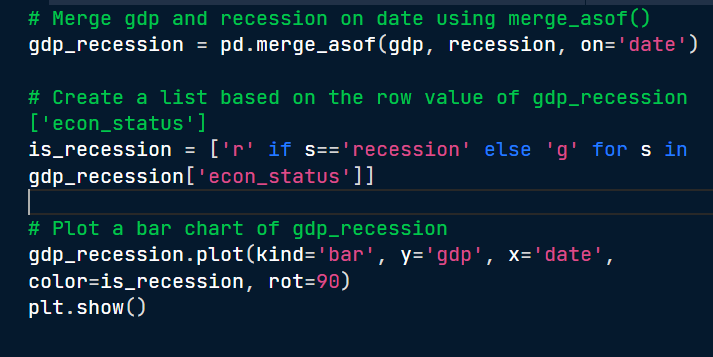 # Merge gdp and recession on date using merge_asof()
gdp_recession = pd.merge_asof(gdp, recession, on='date')
# Create a list based on the row value of gdp_recession
['econ_status']
is_recession = ['r' if s=='recession' else 'g' for s in
gdp_recession['econ_status']]
# Plot a bar chart of gdp_recession
gdp_recession.plot(kind='bar', y='gdp', x='date',
color=is_recession, rot=90)
plt.show()